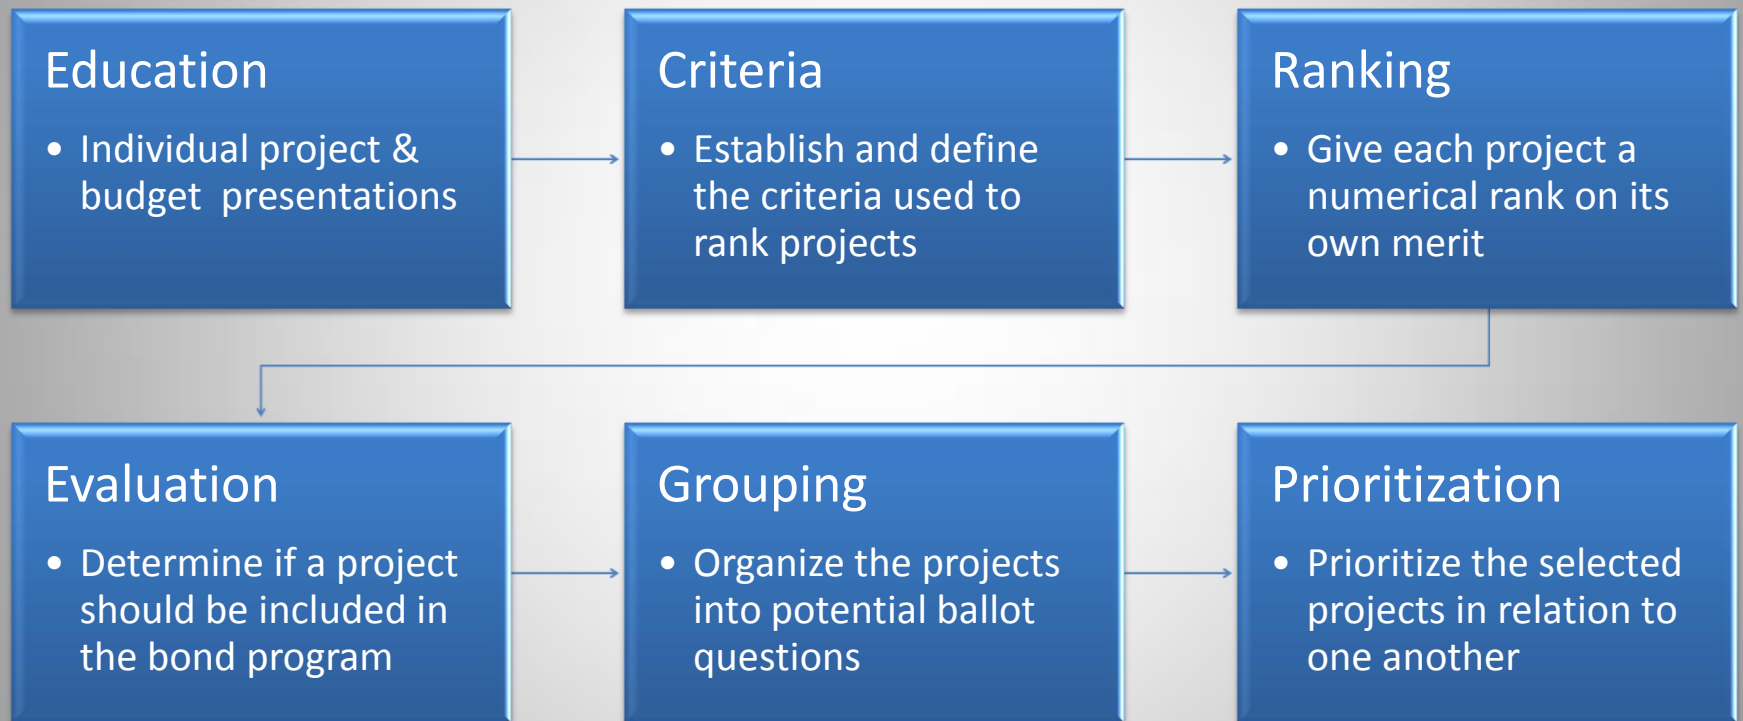 Education
• Individual project &
budget  presentations
Criteria
• Establish and define
the criteria used to
rank projects
Ranking
• Give each project a
numerical rank on its
own merit
Evaluation
• Determine if a project
should be included in
the bond program
Grouping
• Organize the projects
into potential ballot
questions
Prioritization
• Prioritize the selected
projects in relation to
one another